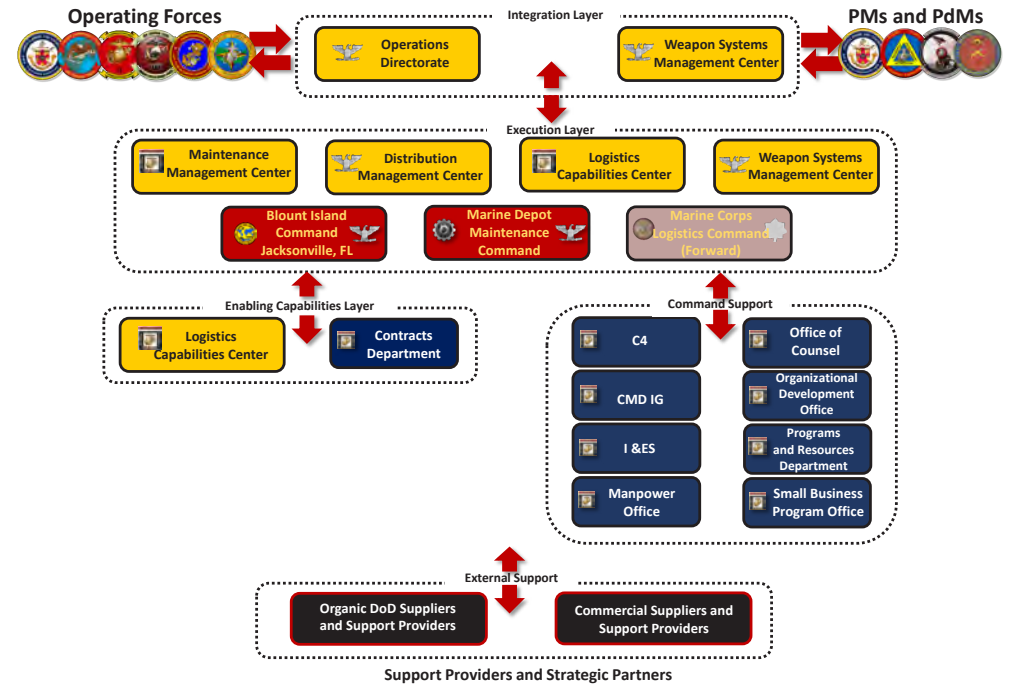 Operating Forces
Integration Layer
PMs and PdMs
Operations
Directorate
Weapon Systems
Management Center
Execution Layer
Maintenance
Management Center
Distribution
Management Center
Logistics
Capabilities Center
Weapon Systems
Management Center
Blount Island
Command
Jacksonville, FL
Marine Depot
Maintenance
Command
Marine Corps
Logistics Command
(Forward)
Enabling Capabilities Layer
Logistics
Capabilities Center
Contracts
Department
Command Support
C4
Office of
Counsel
CMD IG
Organizational
Development
Office
I &ES
Programs
and Resources
Department
Manpower
Office
Small Business
Program Office
External Support
Organic DoD Suppliers
and Support Providers
Commercial Suppliers and
Support Providers
Support Providers and Strategic Partners